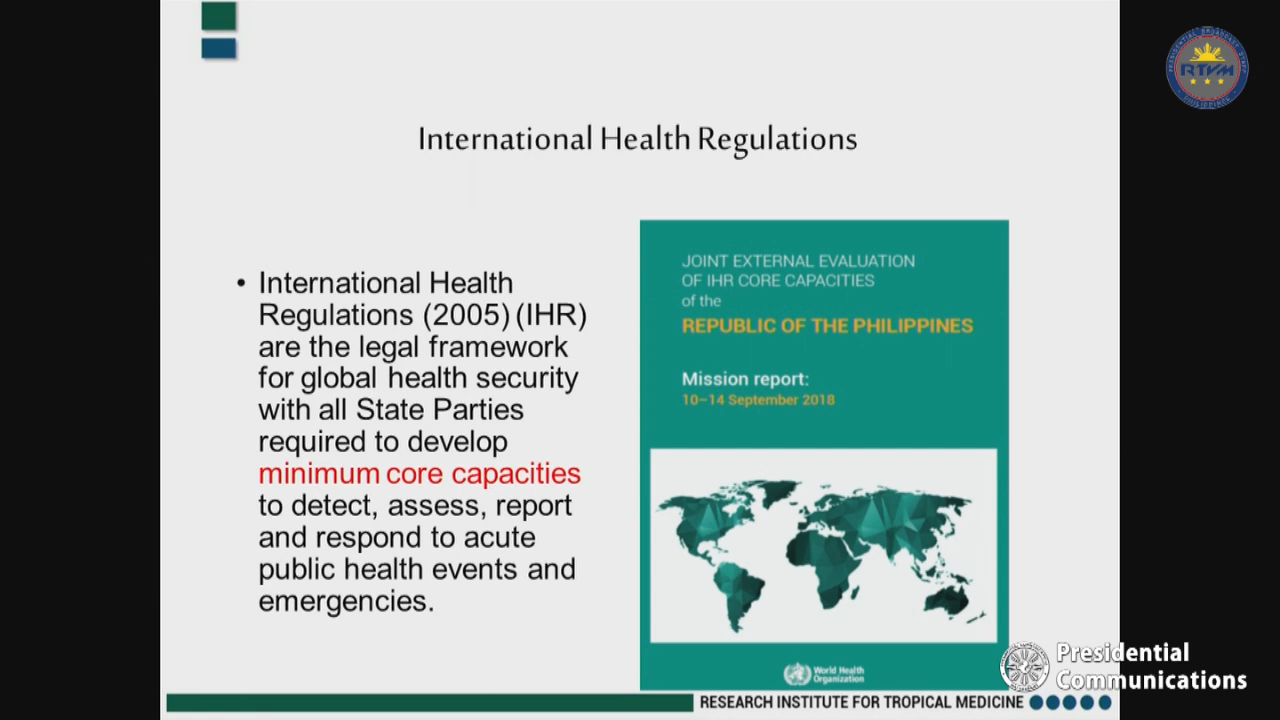 International Health Regulations
• International Health
Regulations (2005) (IHR)
are the legal framework
for global health security
with all State Parties
required to develop
minimum core capacities
to detect, assess, report
and respond to acute
public health events and
emergencies.
JOINT EXTERNAL EVALUATION
OF IHR CORE CAPACITIES
of the
REPUBLIC OF THE PHILIPPINES
Mission report:
10–14 September 2018
World Health
Organization
RESEARCH INSTITUTE FOR TROPICAL MEDICINE
RTVM
Presidential
Communications